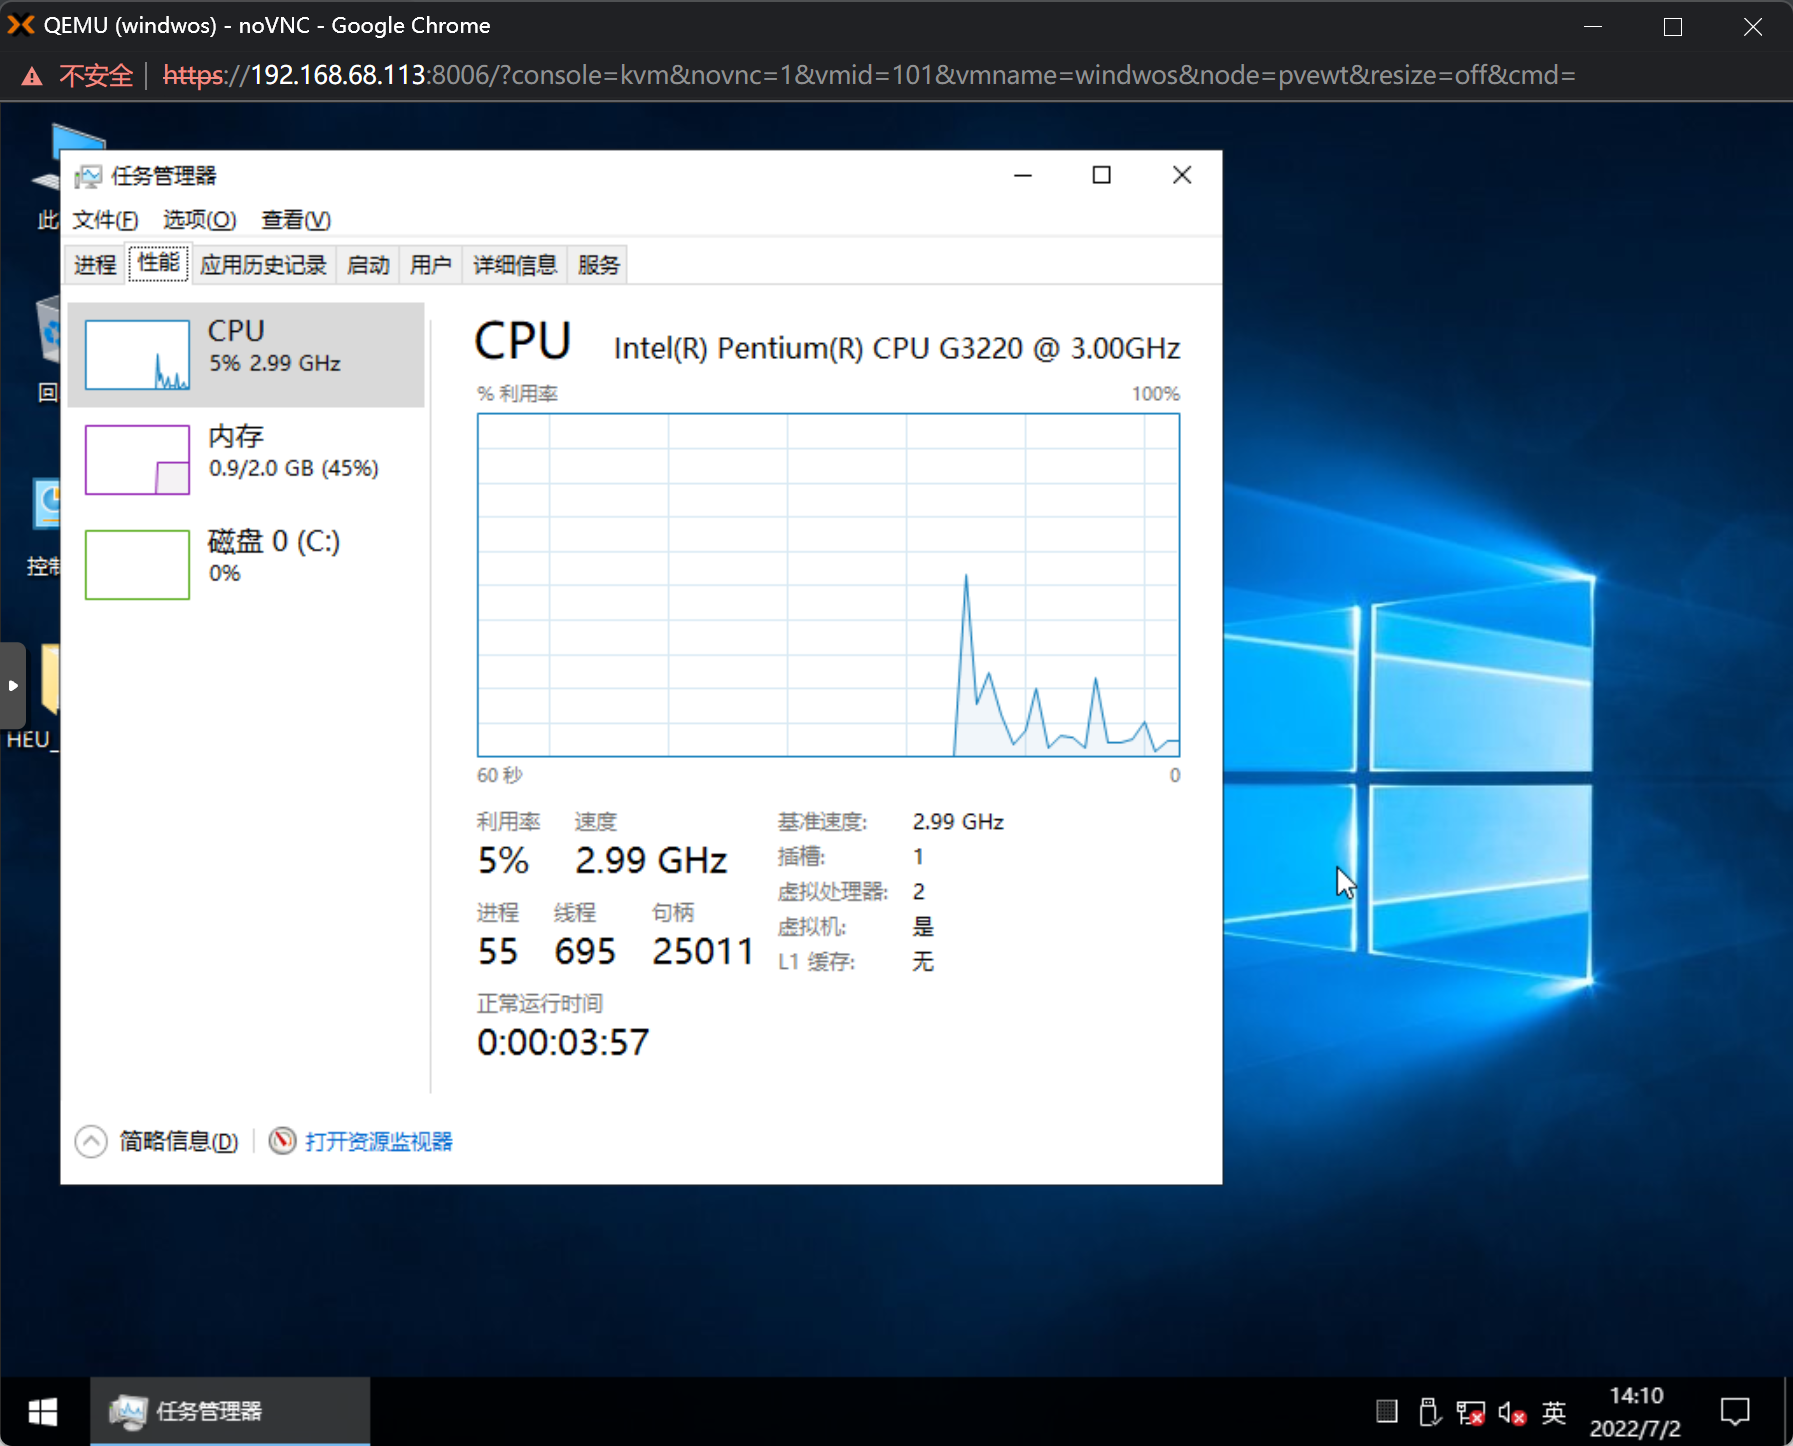 QEMU (windwos) - noVNC - Google Chrome
不安全 https://192.168.68.113:8006/?console=kvm&novnc=1&vmid=101&vmname=windwos&node=pvewt&resize=off&cmd=
任务管理器
此
文件(F) 选项(O) 查看(V)
进程 性能 应用历史记录 启动 用户 详细信息 服务
CPU
5% 2.99 GHz
内存
0.9/2.0 GB (45%)
磁盘 0 (C:)
0%
回
控制
HEU_
CPU Intel(R) Pentium(R) CPU G3220 @ 3.00GHz
% 利用率 100%
60 秒 0
利用率 速度
5% 2.99 GHz
进程 线程 句柄
55 695 25011
正常运行时间
0:00:03:57
基准速度: 2.99 GHz
插槽: 1
虚拟处理器: 2
虚拟机: 是
L1 缓存: 无
简略信息(D) 打开资源监视器
任务管理器
英
14:10
2022/7/2